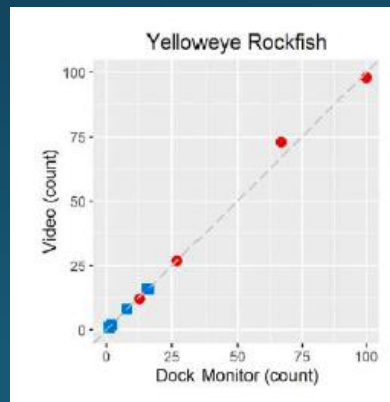 Yelloweye Rockfish
100
75
50
25
0
Video (count)
0 25 50 75 100
Dock Monitor (count)